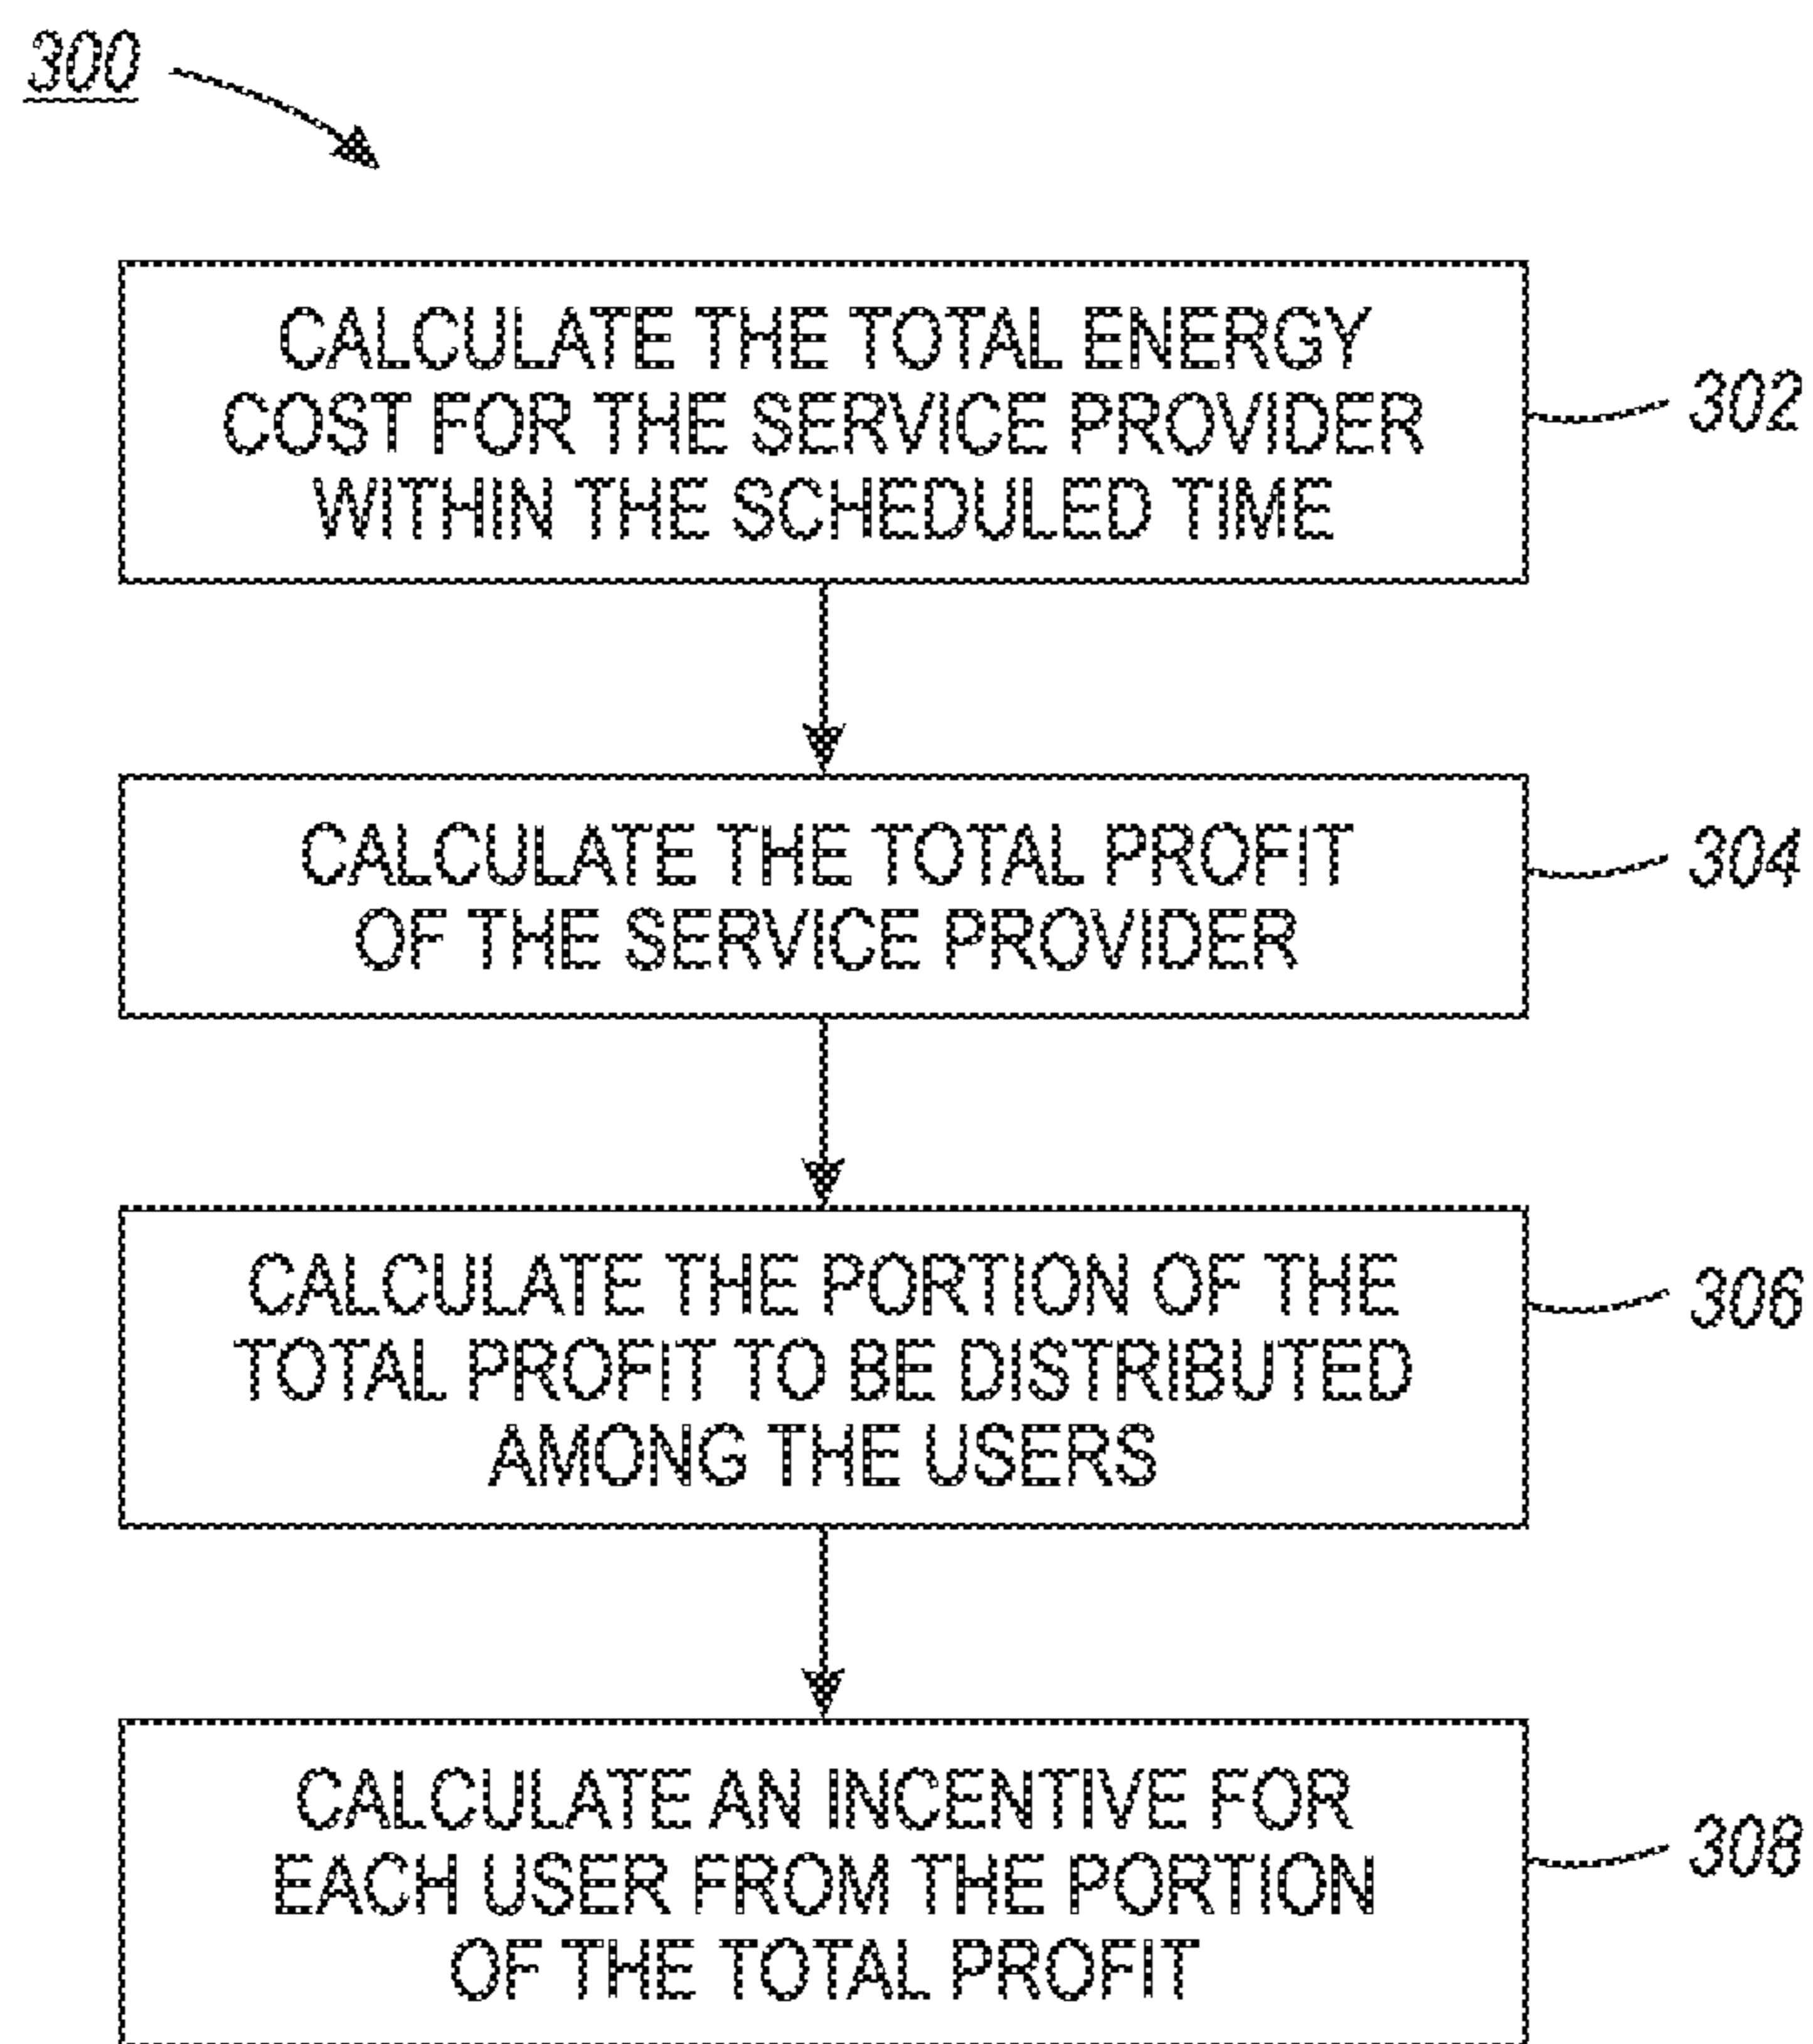 300
CALCULATE THE TOTAL ENERGY
COST FOR THE SERVICE PROVIDER
WITHIN THE SCHEDULED TIME
302
CALCULATE THE TOTAL PROFIT
OF THE SERVICE PROVIDER
304
CALCULATE THE PORTION OF THE
TOTAL PROFIT TO BE DISTRIBUTED
AMONG THE USERS
306
CALCULATE AN INCENTIVE FOR
EACH USER FROM THE PORTION
OF THE TOTAL PROFIT
308